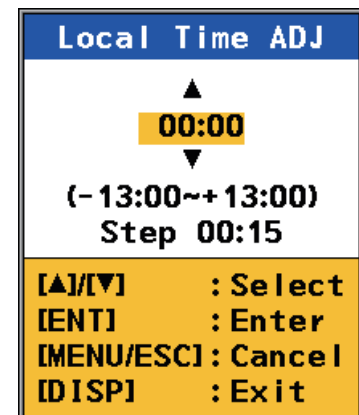 Local Time ADJ
▲
00:00
▼
(-13:00~+13:00)
Step 00:15
[▲]/[▼] : Select
[ENT] : Enter
[MENU/ESC] : Cancel
[DISP] : Exit